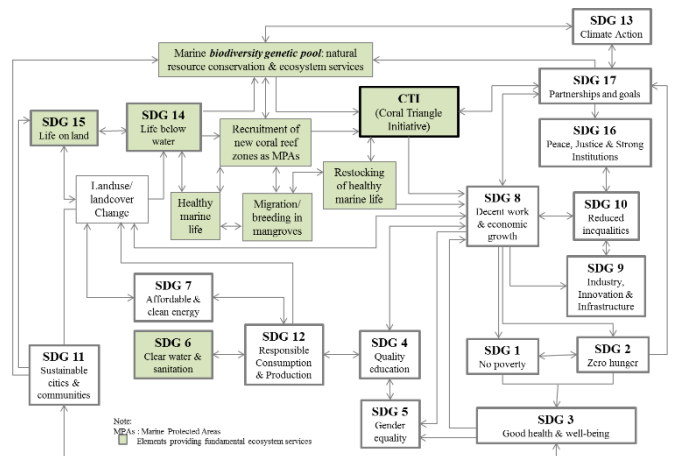 SDG 13
Climate Action
Marine biodiversity genetic pool: natural
resource conservation & ecosystem services
SDG 17
Partnerships and goals
CTI
(Coral Triangle
Initiative)
SDG 15
Life on land
SDG 14
Life below
water
Recruitment of
new coral reef
zones as MPAs
SDG 16
Peace, Justice & Strong
Institutions
Restocking
of healthy
marine life
Landuse/
landcover
Change
Healthy
marine
life
Migration/
breeding in
mangroves
SDG 8
Decent work
& economic
growth
SDG 10
Reduced
inequalities
SDG 9
Industry,
Innovation &
Infrastructure
SDG 7
Affordable &
clean energy
SDG 6
Clear water &
sanitation
SDG 12
Responsible
Consumption
& Production
SDG 4
Quality
education
SDG 1
No poverty
SDG 2
Zero hunger
SDG 11
Sustainable
cities &
communities
SDG 5
Gender
equality
SDG 3
Good health & well-being
Note:
MPAs : Marine Protected Areas
Elements providing fundamental ecosystem services